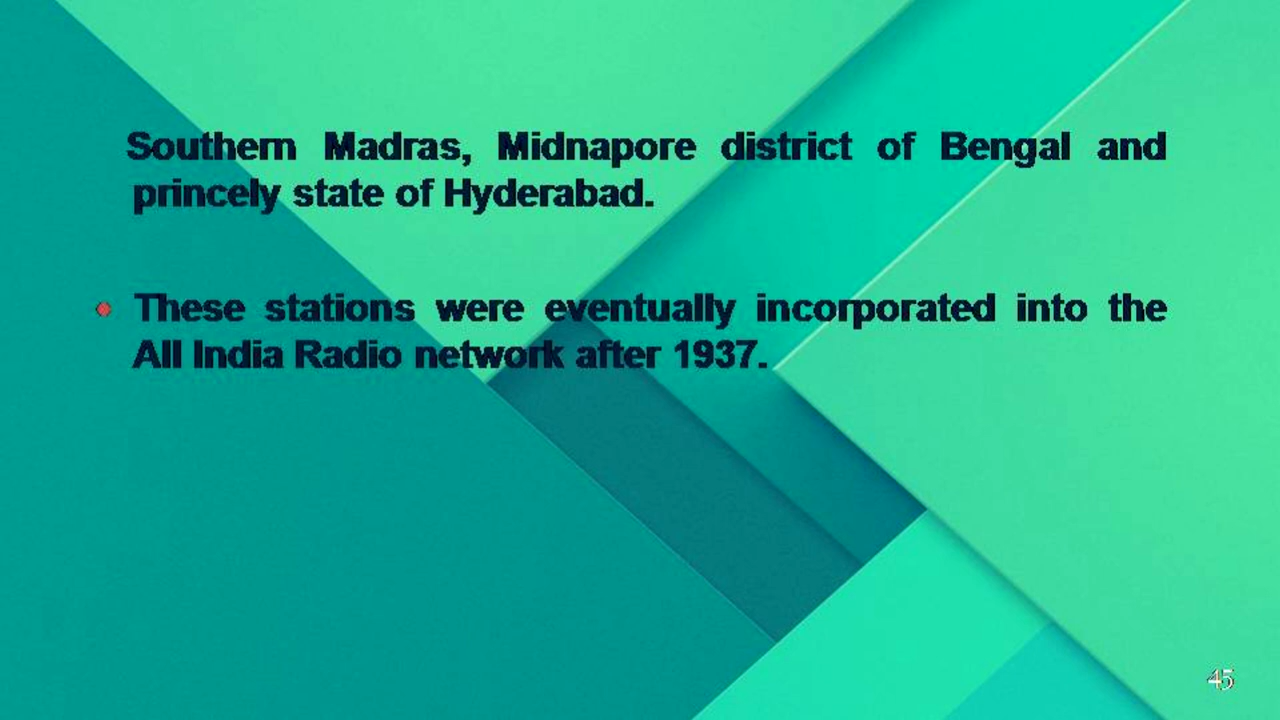 Southern Madras, Midnapore district of Bengal and
princely state of Hyderabad.
• These stations were eventually incorporated into the
All India Radio network after 1937.
45